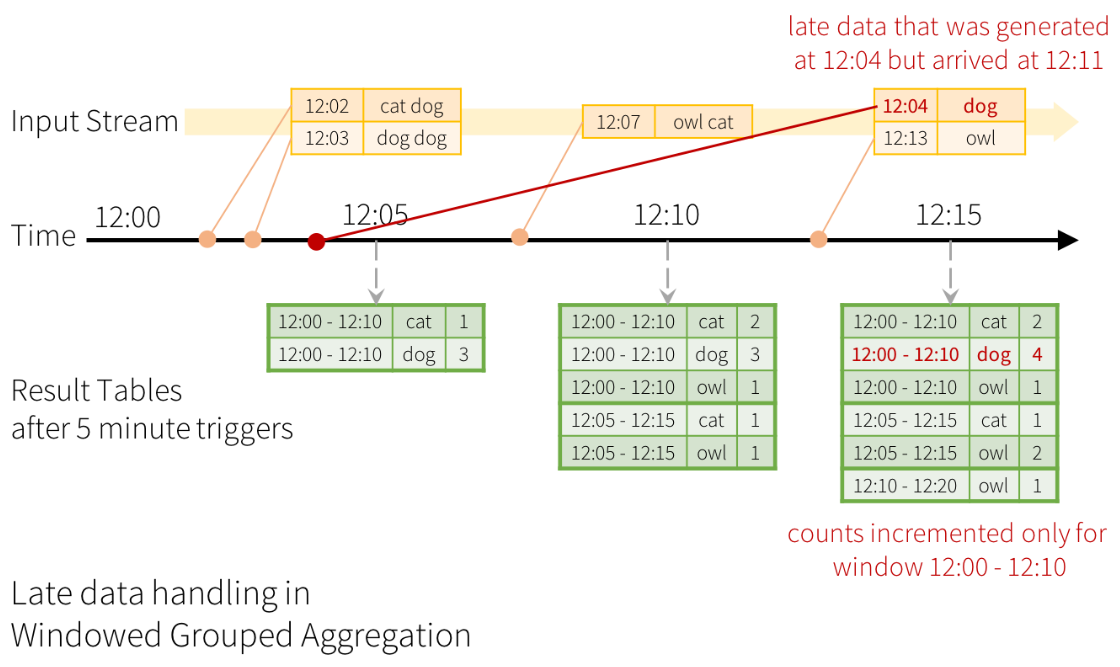 late data that was generated
at 12:04 but arrived at 12:11
Input Stream
12:02 cat dog
12:03 dog dog
12:07 owl cat
12:04 dog
12:13 owl
Time
12:00 12:05 12:10 12:15
12:00 - 12:10 cat 1
12:00 - 12:10 dog 3
12:00 - 12:10 cat 2
12:00 - 12:10 dog 3
12:00 - 12:10 owl 1
12:05 - 12:15 cat 1
12:05 - 12:15 owl 1
12:00 - 12:10 cat 2
12:00 - 12:10 dog 4
12:00 - 12:10 owl 1
12:05 - 12:15 cat 1
12:05 - 12:15 owl 2
12:10 - 12:20 owl 1
Result Tables
after 5 minute triggers
counts incremented only for
window 12:00 - 12:10
Late data handling in
Windowed Grouped Aggregation